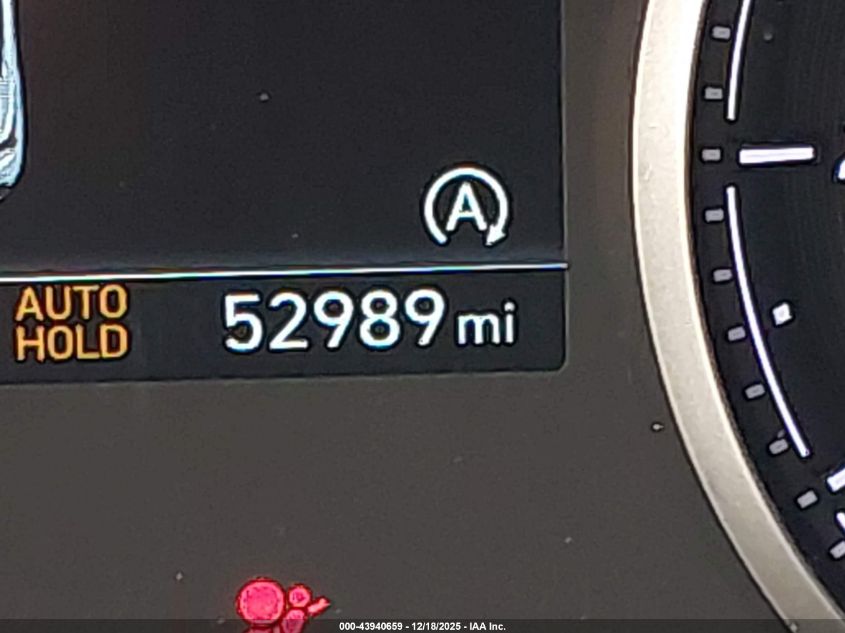 A
AUTO
HOLD
52989 mi
000-43940659 - 12/18/2025 - IAA Inc.